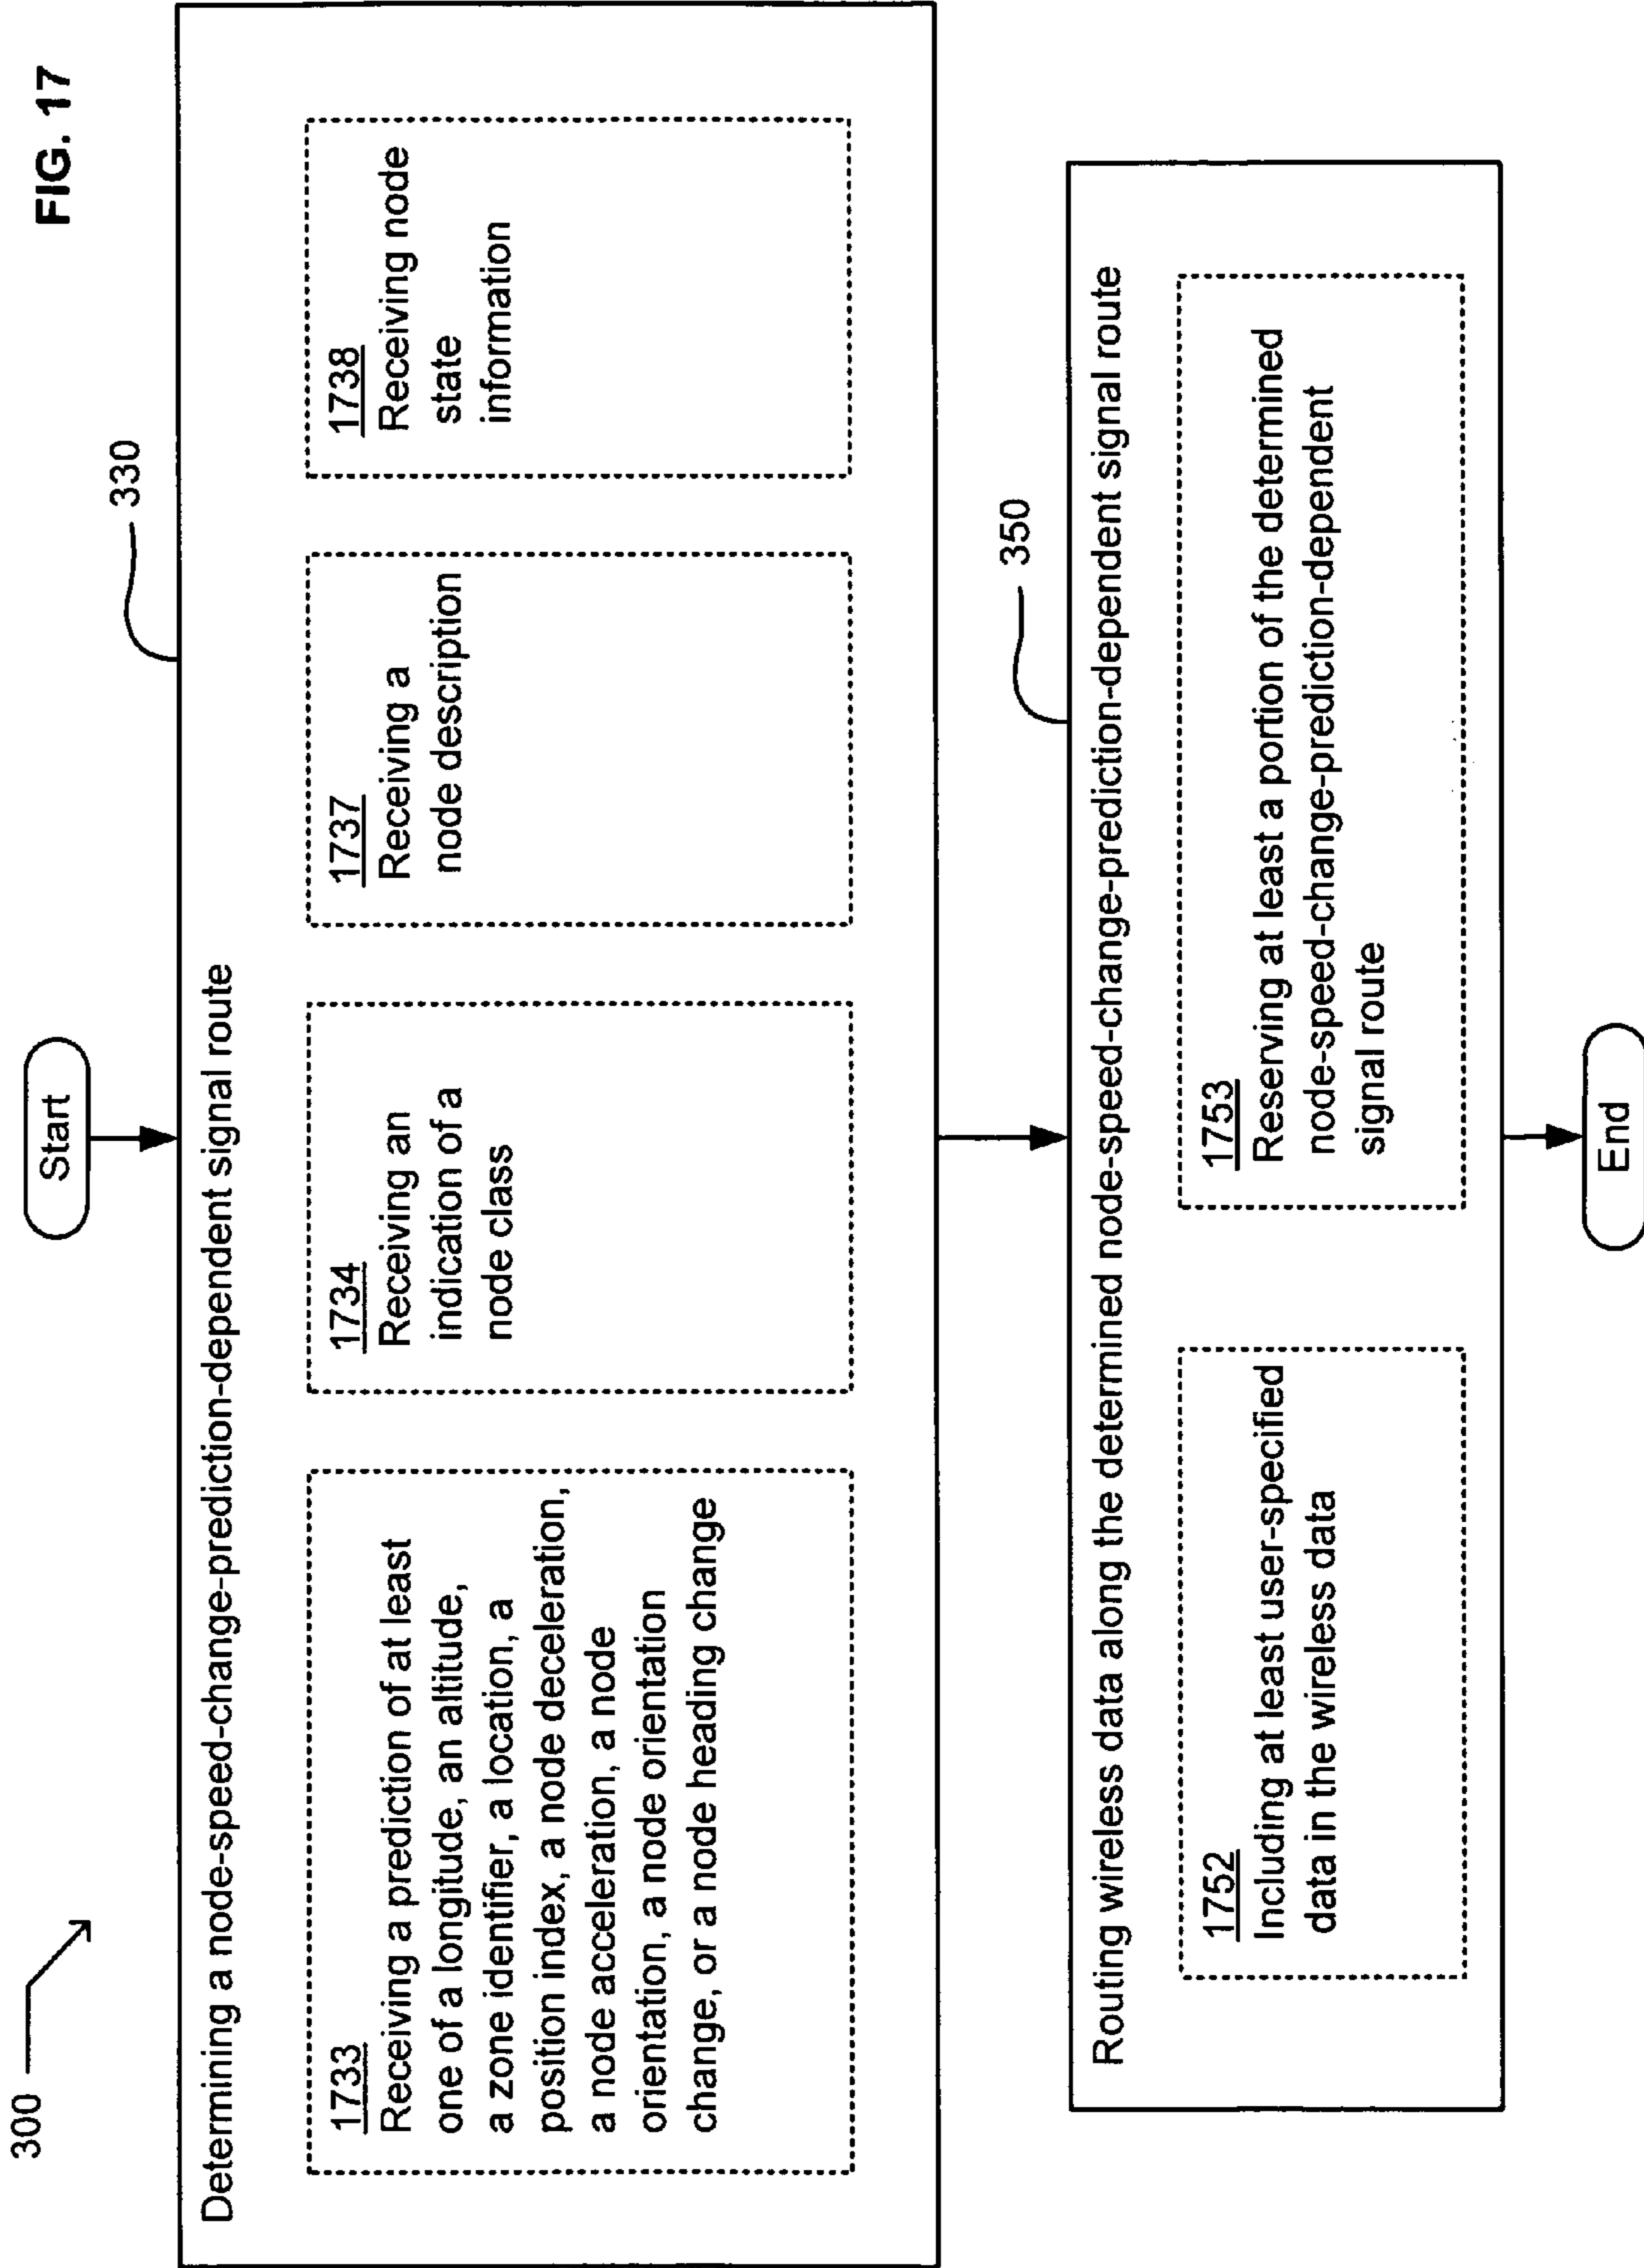 FIG. 17
300
Start
330
Determining a node-speed-change-prediction-dependent signal route
1733
Receiving a prediction of at least
one of a longitude, an altitude,
a zone identifier, a location, a
position index, a node deceleration,
a node acceleration, a node
orientation, a node orientation
change, or a node heading change
1734
Receiving an
indication of a
node class
1737
Receiving a
node description
1738
Receiving node
state
information
350
Routing wireless data along the determined node-speed-change-prediction-dependent signal route
1752
Including at least user-specified
data in the wireless data
1753
Reserving at least a portion of the determined
node-speed-change-prediction-dependent
signal route
End